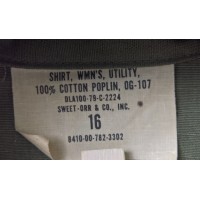 SHIRT, WMN'S, UTILITY,
100% COTTON POPLIN, OG-107
DLA100-79-C-2224
SWEET-ORR & CO., INC.
16
8410-00-782-3302